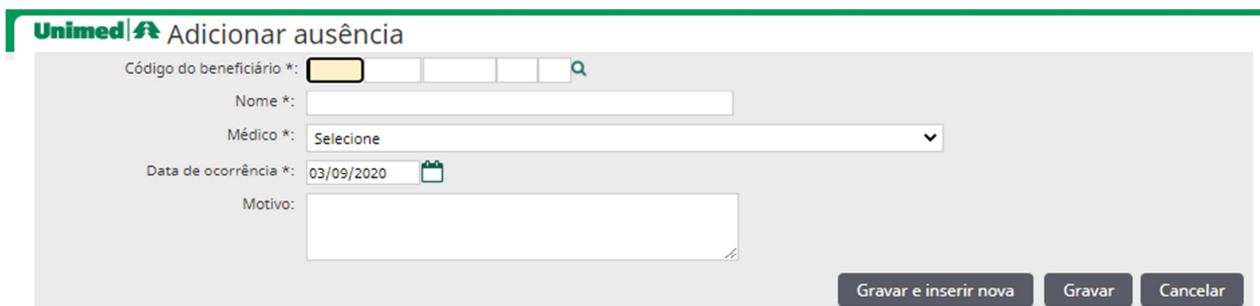 Unimed Adicionar ausência
Código do beneficiário *:
Nome *:
Médico *: Selecione
Data de ocorrência *: 03/09/2020
Motivo:
Gravar e inserir nova Gravar Cancelar